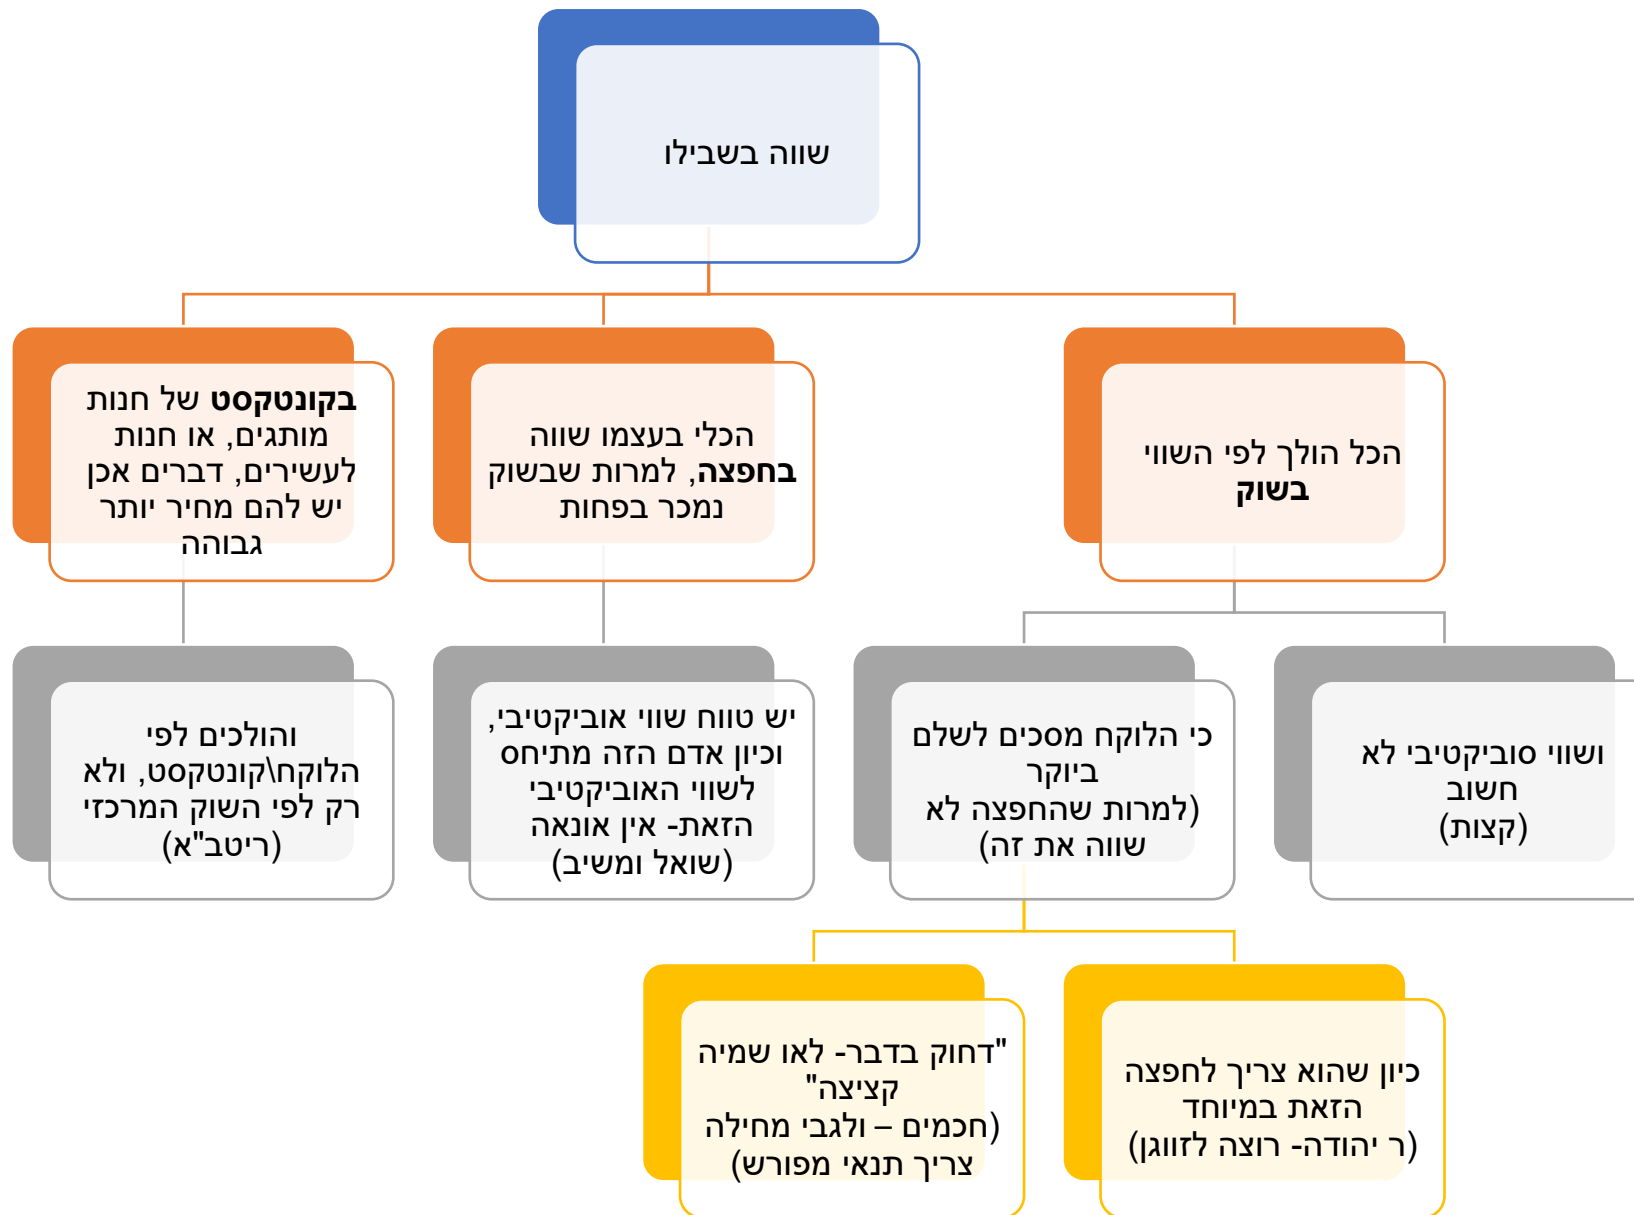 שווה בשבילו
הכל הולך לפי השווי
בשוק
הכלי בעצמו שווה
בחפצה, למרות שבשוק
נמכר בפחות
בקונטקסט של חנות
מותגים, או חנות
לעשירים, דברים אכן
יש להם מחיר יותר
גבוהה
ושווי סוביקטיבי לא
חשוב
(קצות)
כי הלוקח מסכים לשלם
ביוקר
(למרות שהחפצה לא
שווה את זה)
יש טווח שווי אוביקטיבי,
וכיון אדם הזה מתיחס
לשווי האוביקטיבי
הזאת- אין אונאה
(שואל ומשיב)
והולכים לפי
הלוקח\קונטקסט, ולא
רק לפי השוק המרכזי
(ריטב"א)
כיון שהוא צריך לחפצה
הזאת במיוחד
(ר יהודה- רוצה לזווגן)
"דחוק בדבר- לאו שמיה
קציצה"
(חכמים – ולגבי מחילה
צריך תנאי מפורש)